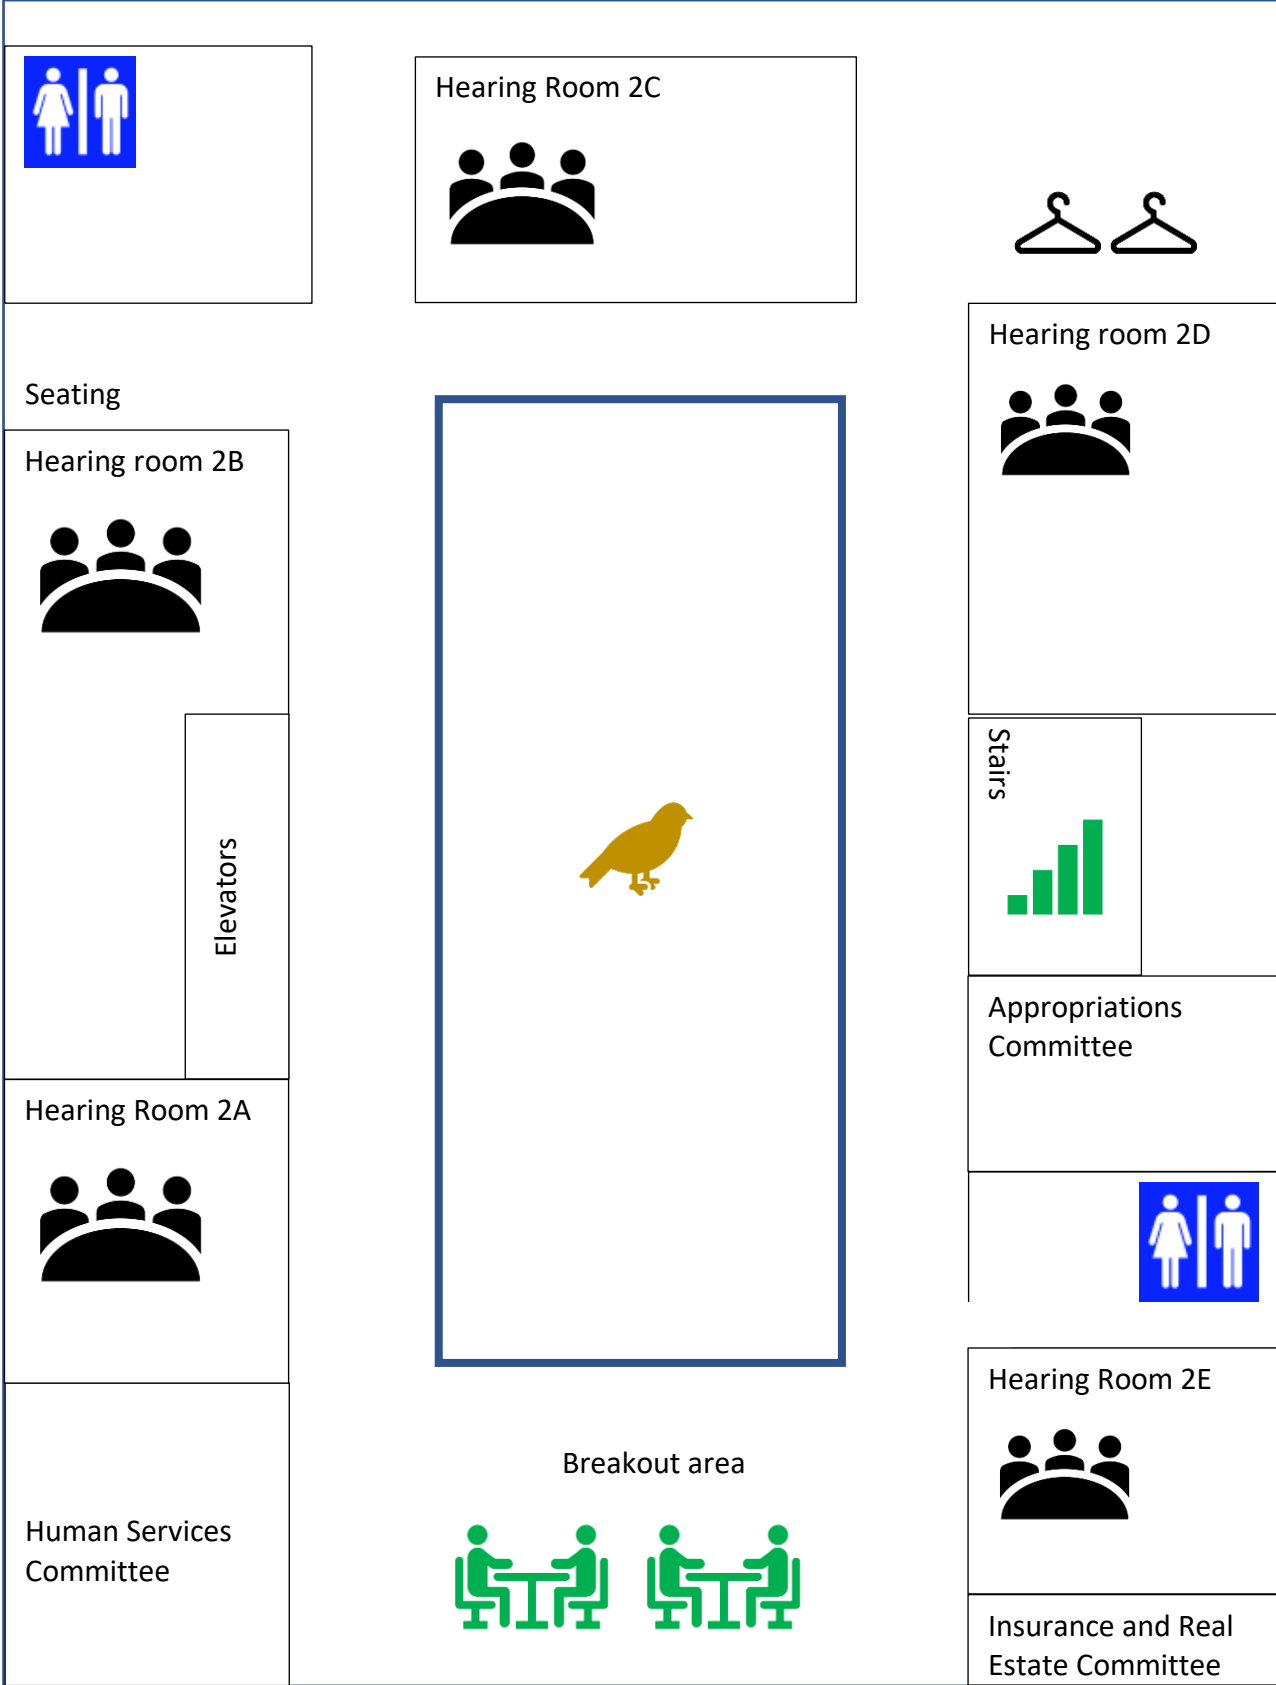 Hearing Room 2C
Hearing room 2D
Seating
Hearing room 2B
Stairs
Elevators
Appropriations
Committee
Hearing Room 2A
Hearing Room 2E
Breakout area
Human Services
Committee
Insurance and Real
Estate Committee